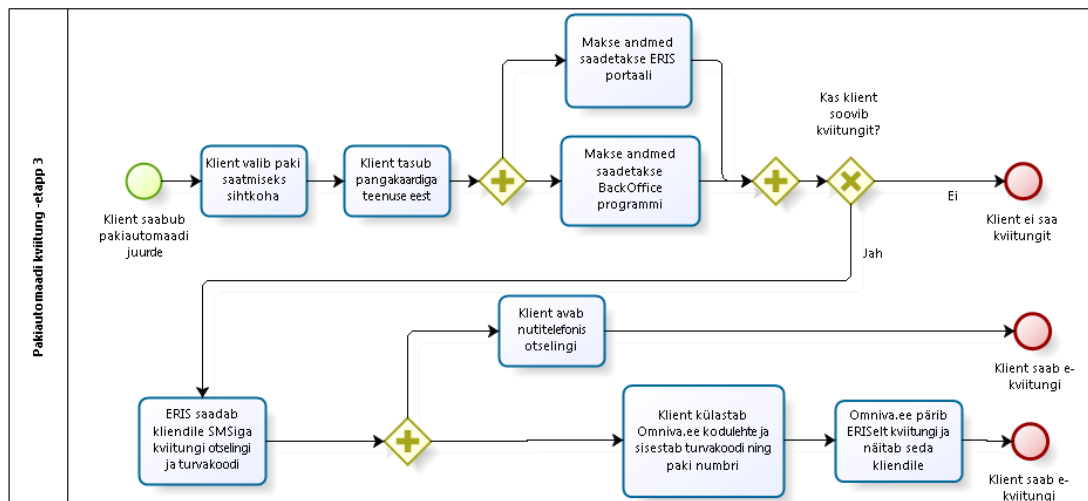 Pakiautomaadi kviitung -etapp 3
Klient saabub
pakiautomaadi
juurde
Klient valib paki
saatmiseks
sihtkoha
Klient tasub
pangakaardiga
teenuse eest
Makse andmed
saadetakse ERIS
portaali
Makse andmed
saadetakse
BackOffice
programmi
Kas klient
soovib
kviitungit?
Ei
Klient ei saa
kviitungit
Jah
ERIS saadab
kliendile SMSiga
kviitungi otselingi
ja turvakoodi
Klient avab
nutitelefonis
otselingi
Klient saab e-
kviitungi
Klient külastab
Omniva.ee kodulehte ja
sisestab turvakoodi ning
paki numbri
Omniva.ee pärib
ERISelt kviitungi ja
näitab seda
kliendile
Klient saab e-
kviitungi